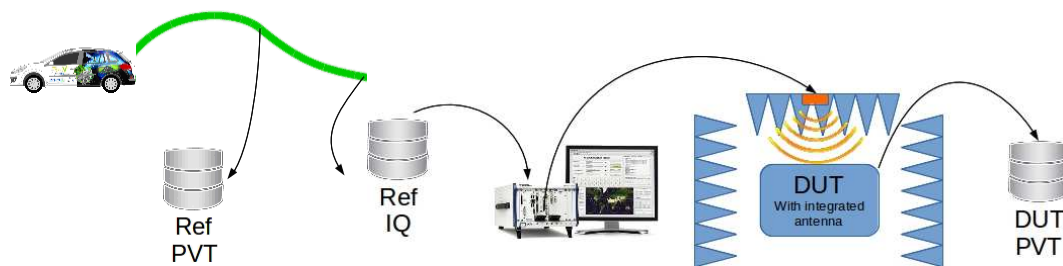 Ref
PVT
Ref
IQ
DUT
With integrated
antenna
DUT
PVT